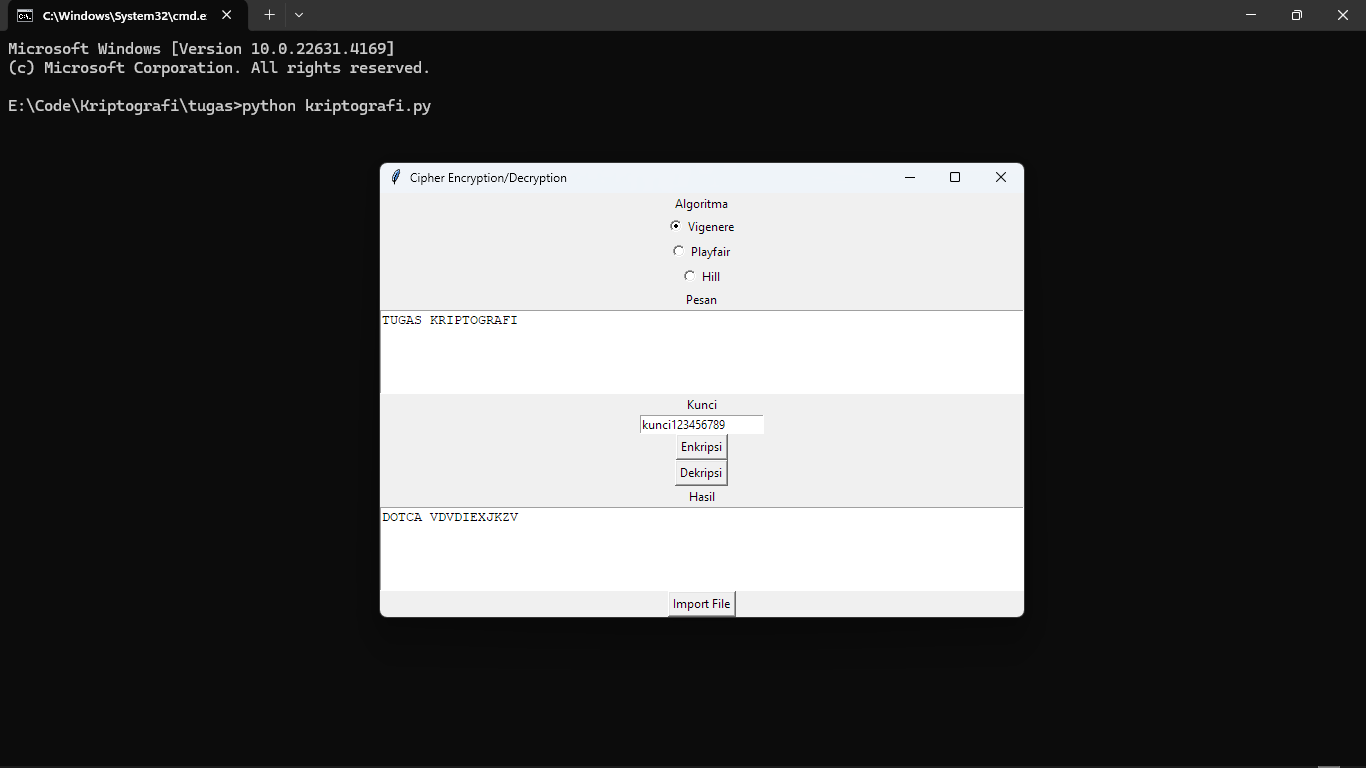 C:\Windows\System32\cmd.e
Microsoft Windows [Version 10.0.22631.4169]
(c) Microsoft Corporation. All rights reserved.
E:\Code\Kriptografi\tugas>python kriptografi.py
Cipher Encryption/Decryption
Algoritma
Vigenere
Playfair
Hill
Pesan
TUGAS KRIPTOGRAFI
Kunci
kunci123456789
Enkripsi
Dekripsi
Hasil
DOTCA VDVDIEXJKZV
Import File